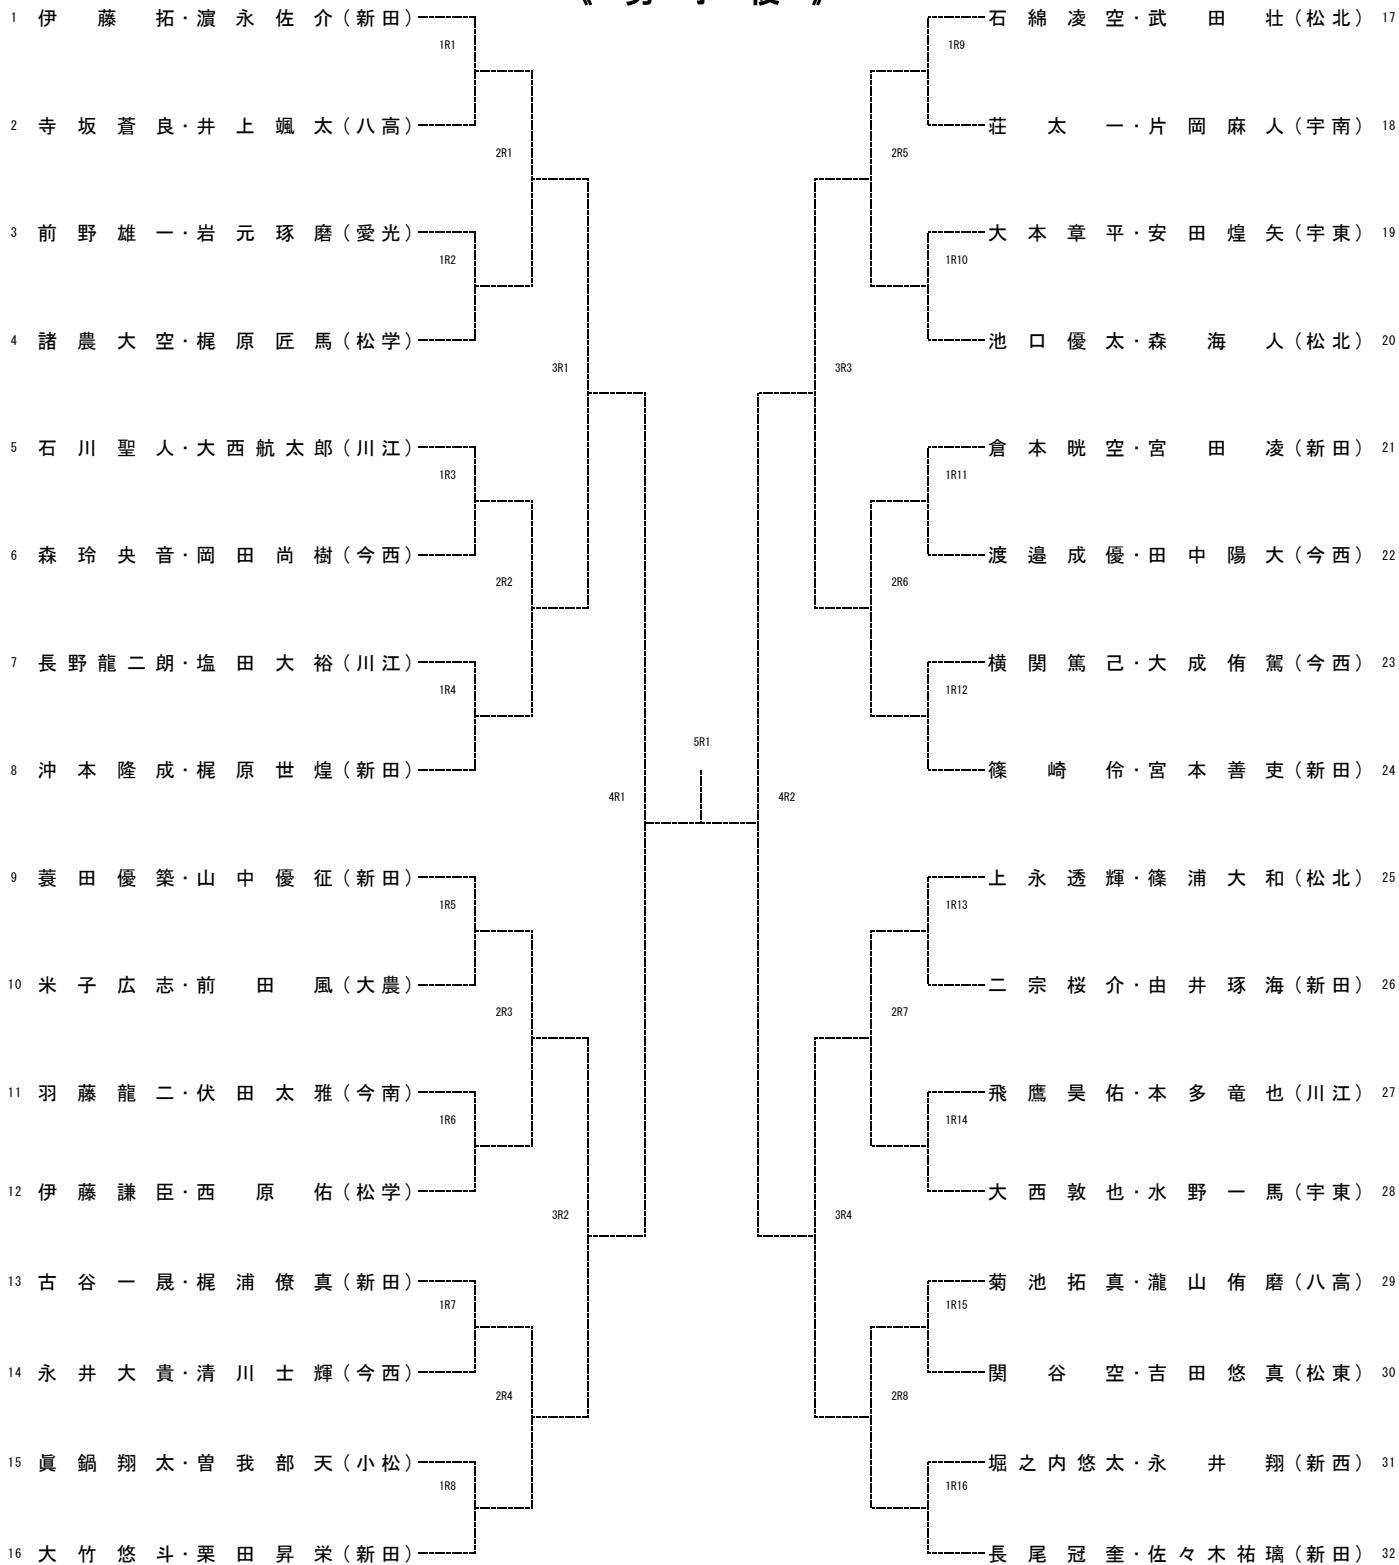 1 伊藤拓・濵永佐介（新田）
1R1
2 寺坂蒼良・井上颯太（八高）
2R1
3 前野雄一・岩元琢磨（愛光）
1R2
4 諸農大空・梶原匠馬（松学）
3R1
5 石川聖人・大西航太郎（川江）
1R3
6 森玲央音・岡田尚樹（今西）
2R2
7 長野龍二朗・塩田大裕（川江）
1R4
8 沖本隆成・梶原世煌（新田）
4R1
9 蓑田優築・山中優征（新田）
1R5
10 米子広志・前田風（大農）
2R3
11 羽藤龍二・伏田太雅（今南）
1R6
12 伊藤謙臣・西原佑（松学）
3R2
13 古谷一晟・梶浦僚真（新田）
1R7
14 永井大貴・清川士輝（今西）
2R4
15 眞鍋翔太・曽我部天（小松）
1R8
16 大竹悠斗・栗田昇栄（新田）
5R1
石綿凌空・武田壮（松北） 17
1R9
荘太一・片岡麻人（宇南） 18
2R5
大本章平・安田煌矢（宇東） 19
1R10
池口優太・森海人（松北） 20
3R3
倉本晄空・宮田凌（新田） 21
1R11
渡邉成優・田中陽大（今西） 22
2R6
横関篤己・大成侑駕（今西） 23
1R12
篠崎伶・宮本善吏（新田） 24
4R2
上永透輝・篠浦大和（松北） 25
1R13
二宗桜介・由井琢海（新田） 26
2R7
飛鷹昊佑・本多竜也（川江） 27
1R14
大西敦也・水野一馬（宇東） 28
3R4
菊池拓真・瀧山侑磨（八高） 29
1R15
関谷空・吉田悠真（松東） 30
2R8
堀之内悠太・永井翔（新西） 31
1R16
長尾冠奎・佐々木祐璃（新田） 32